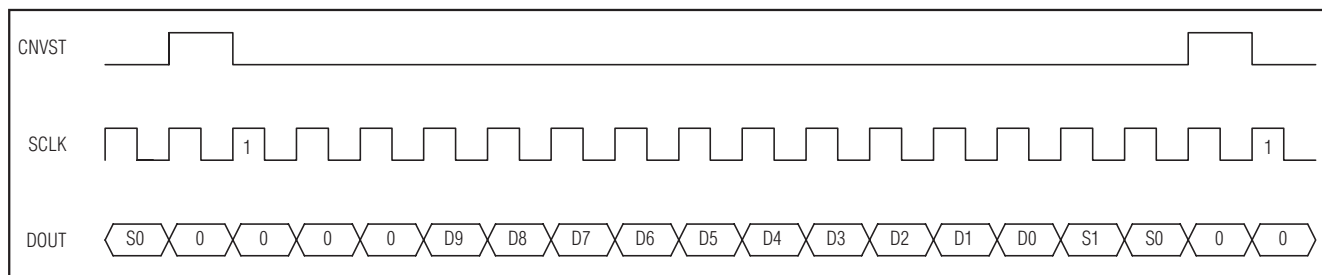 CNVST
SCLK 1 1
DOUT S0 0 0 0 0 D9 D8 D7 D6 D5 D4 D3 D2 D1 D0 S1 S0 0 0